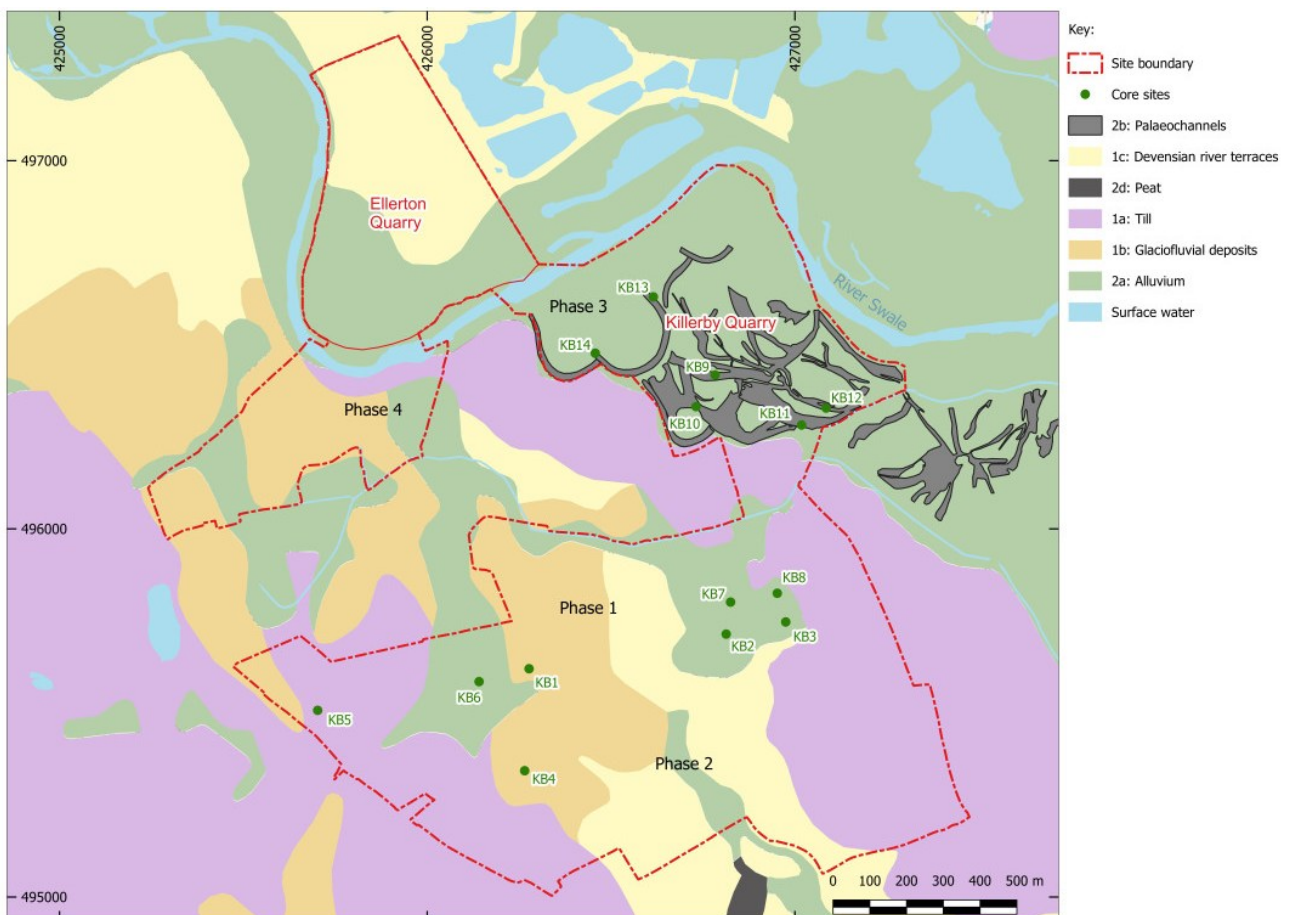 425000
426000
427000
497000
496000
495000
Ellerton
Quarry
Phase 3
Killerby Quarry
River Swale
Phase 4
Phase 1
Phase 2
KB13
KB14
KB9
KB10
KB11
KB12
KB7
KB8
KB2
KB3
KB1
KB6
KB5
KB4
0 100 200 300 400 500 m
Key:
Site boundary
Core sites
2b: Palaeochannels
1c: Devensian river terraces
2d: Peat
1a: Till
1b: Glaciofluvial deposits
2a: Alluvium
Surface water